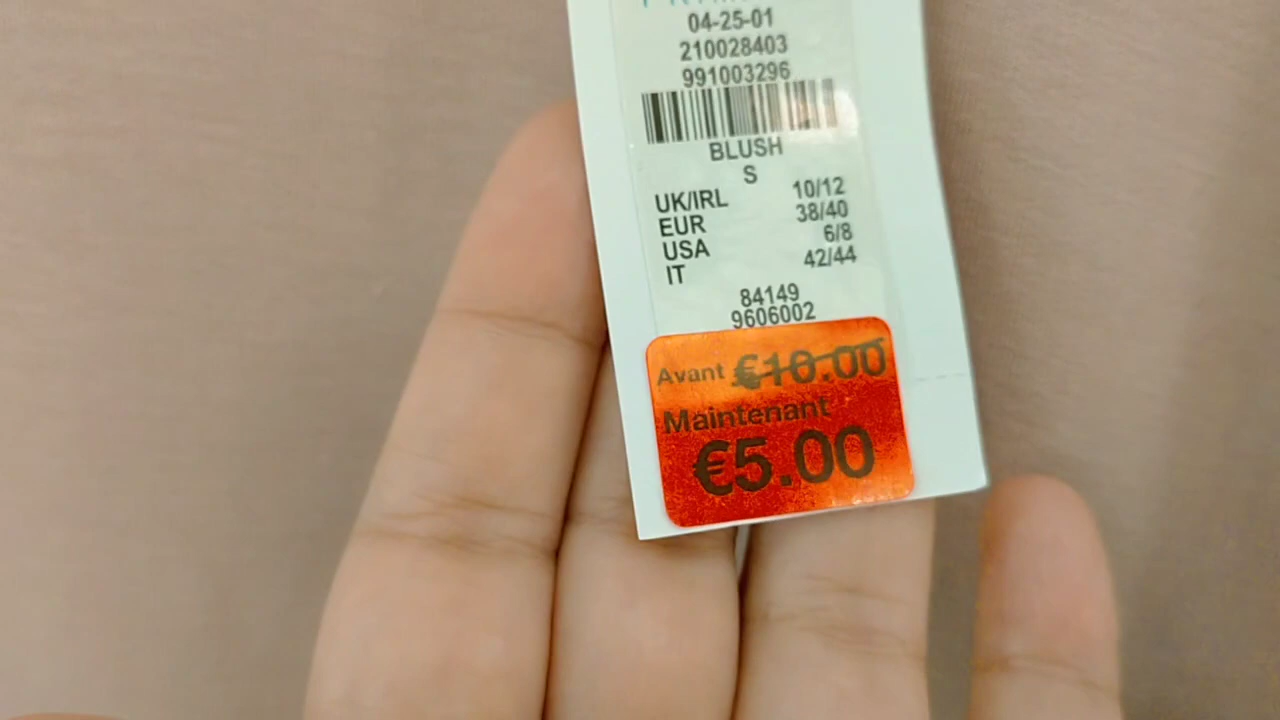 04-25-01
210028403
991003296
BLUSH
S
UK/IRL 10/12
EUR 38/40
USA 6/8
IT 42/44
84149
9606002
Avant €10.00
Maintenant
€5.00